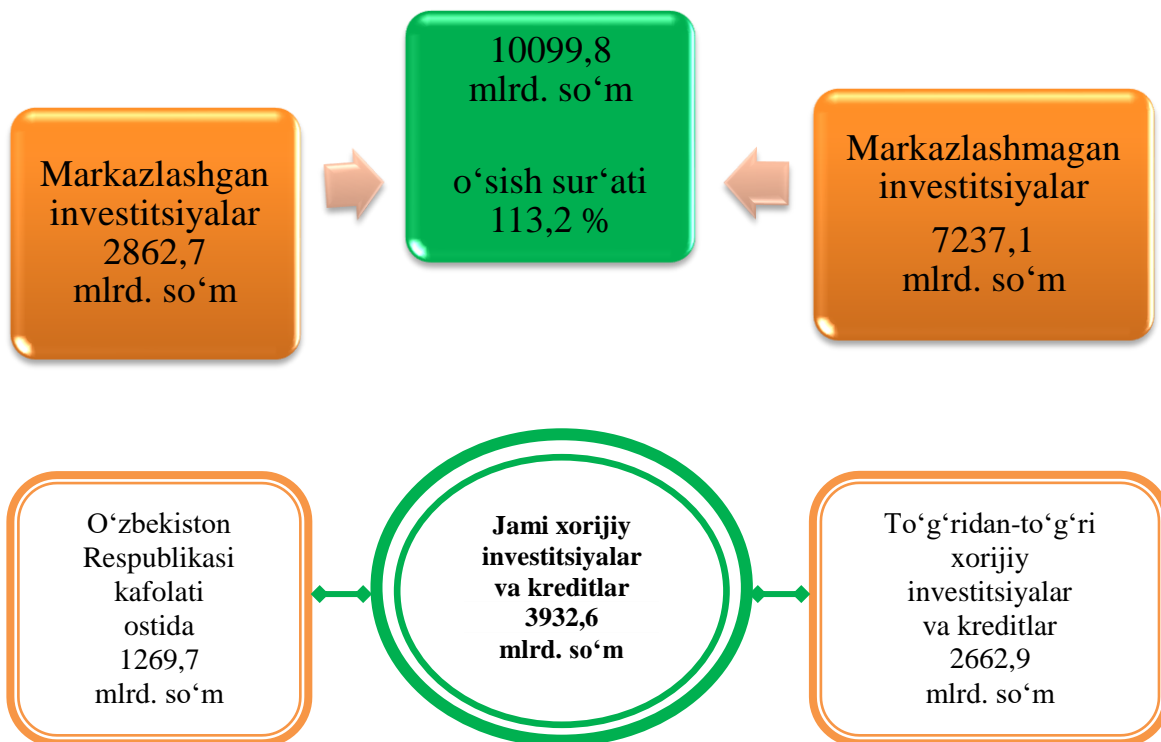 10099,8
mlrd. so‘m
o‘sish sur‘ati
113,2 %
Markazlashgan
investitsiyalar
2862,7
mlrd. so‘m
Markazlashmagan
investitsiyalar
7237,1
mlrd. so‘m
O‘zbekiston
Respublikasi
kafolati
ostida
1269,7
mlrd. so‘m
Jami xorijiy
investitsiyalar
va kreditlar
3932,6
mlrd. so‘m
To‘g‘ridan-to‘g‘ri
xorijiy
investitsiyalar
va kreditlar
2662,9
mlrd. so‘m